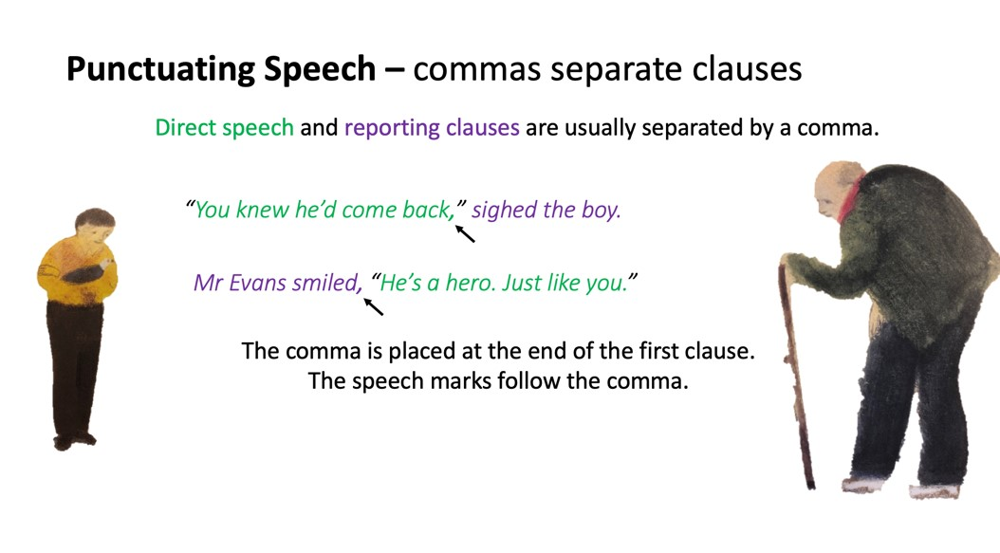 Punctuating Speech – commas separate clauses
Direct speech and reporting clauses are usually separated by a comma.
“You knew he’d come back,” sighed the boy.
Mr Evans smiled, “He’s a hero. Just like you.”
The comma is placed at the end of the first clause.
The speech marks follow the comma.